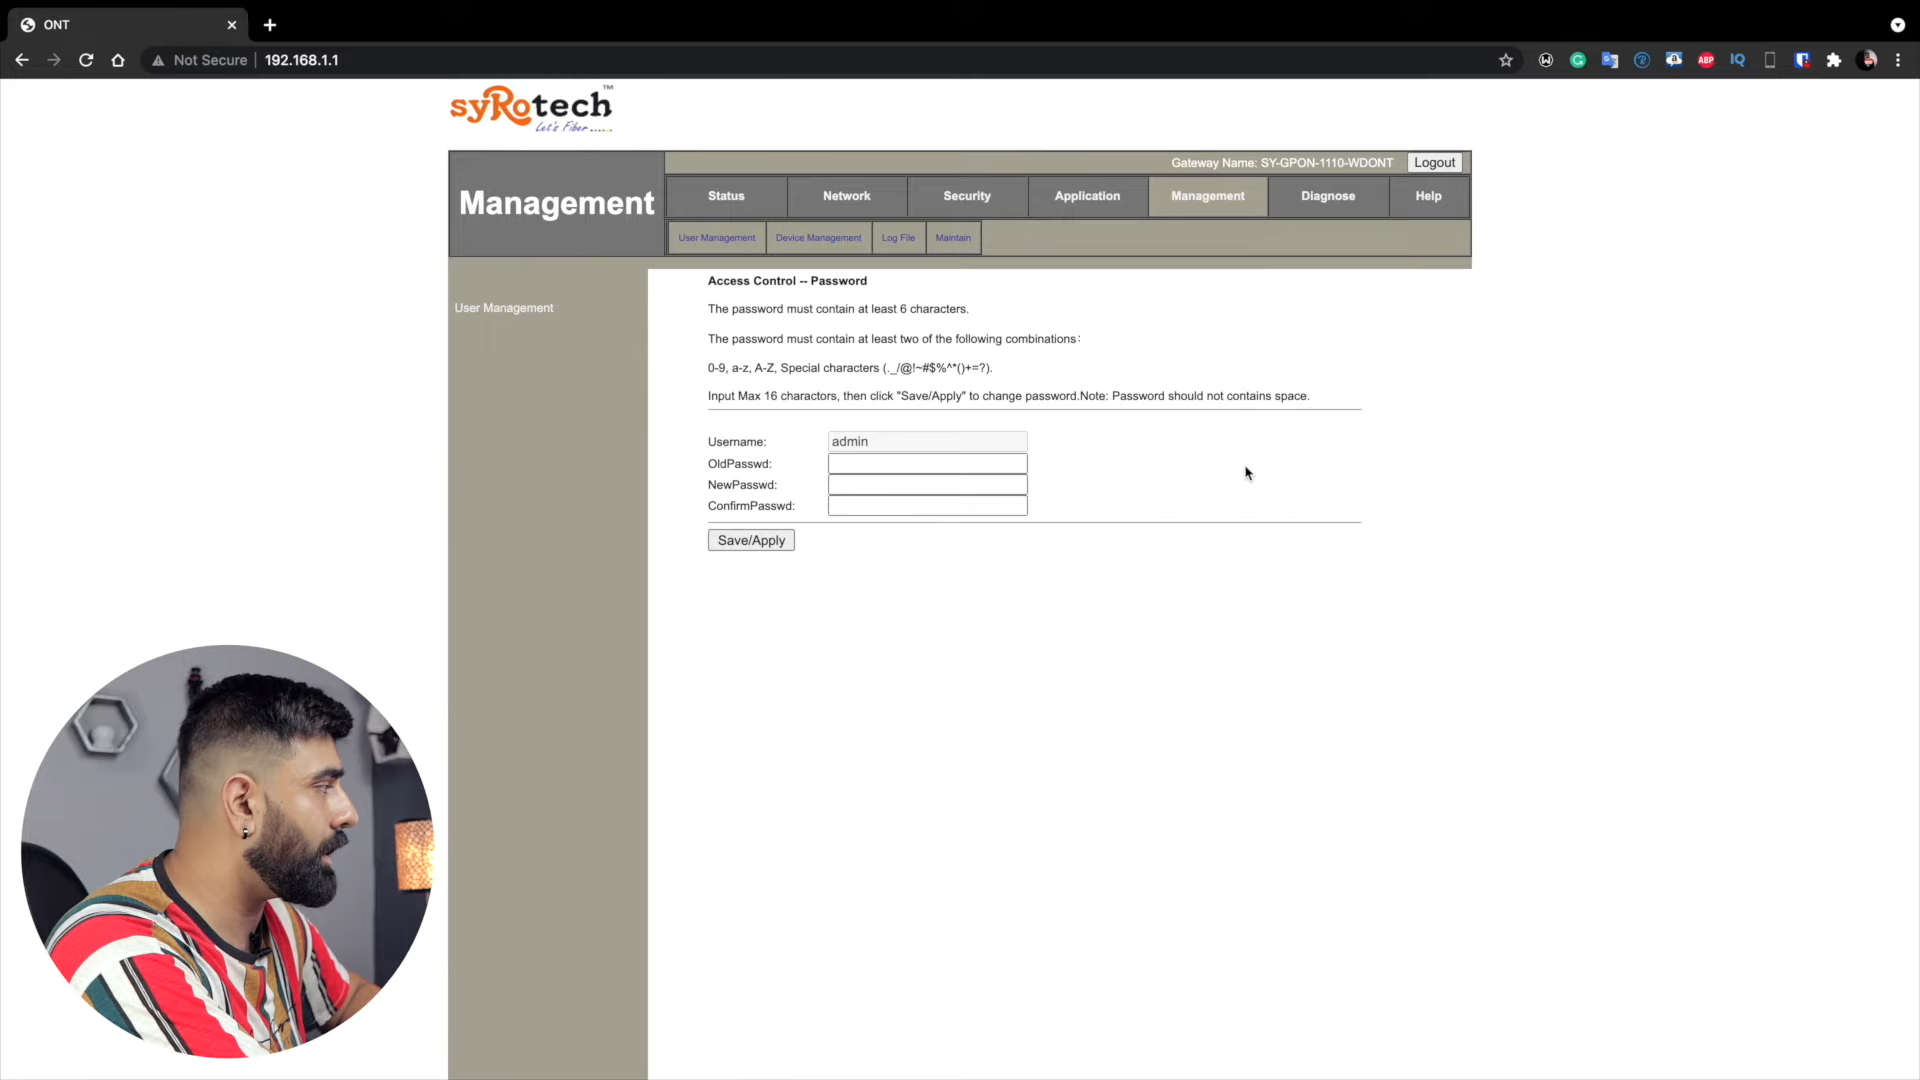 ONT
Not Secure
192.168.1.1
ABP
IQ
syRotech™
Let's Fiber ......
Gateway Name: SY-GPON-1110-WDONT
Logout
Management
Status
Network
Security
Application
Management
Diagnose
Help
User Management
Device Management
Log File
Maintain
User Management
Access Control -- Password
The password must contain at least 6 characters.
The password must contain at least two of the following combinations:
0-9, a-z, A-Z, Special characters (._/@!~#$%^*()+=?).
Input Max 16 charactors, then click "Save/Apply" to change password.Note: Password should not contains space.
Username: admin
OldPasswd:
NewPasswd:
ConfirmPasswd:
Save/Apply